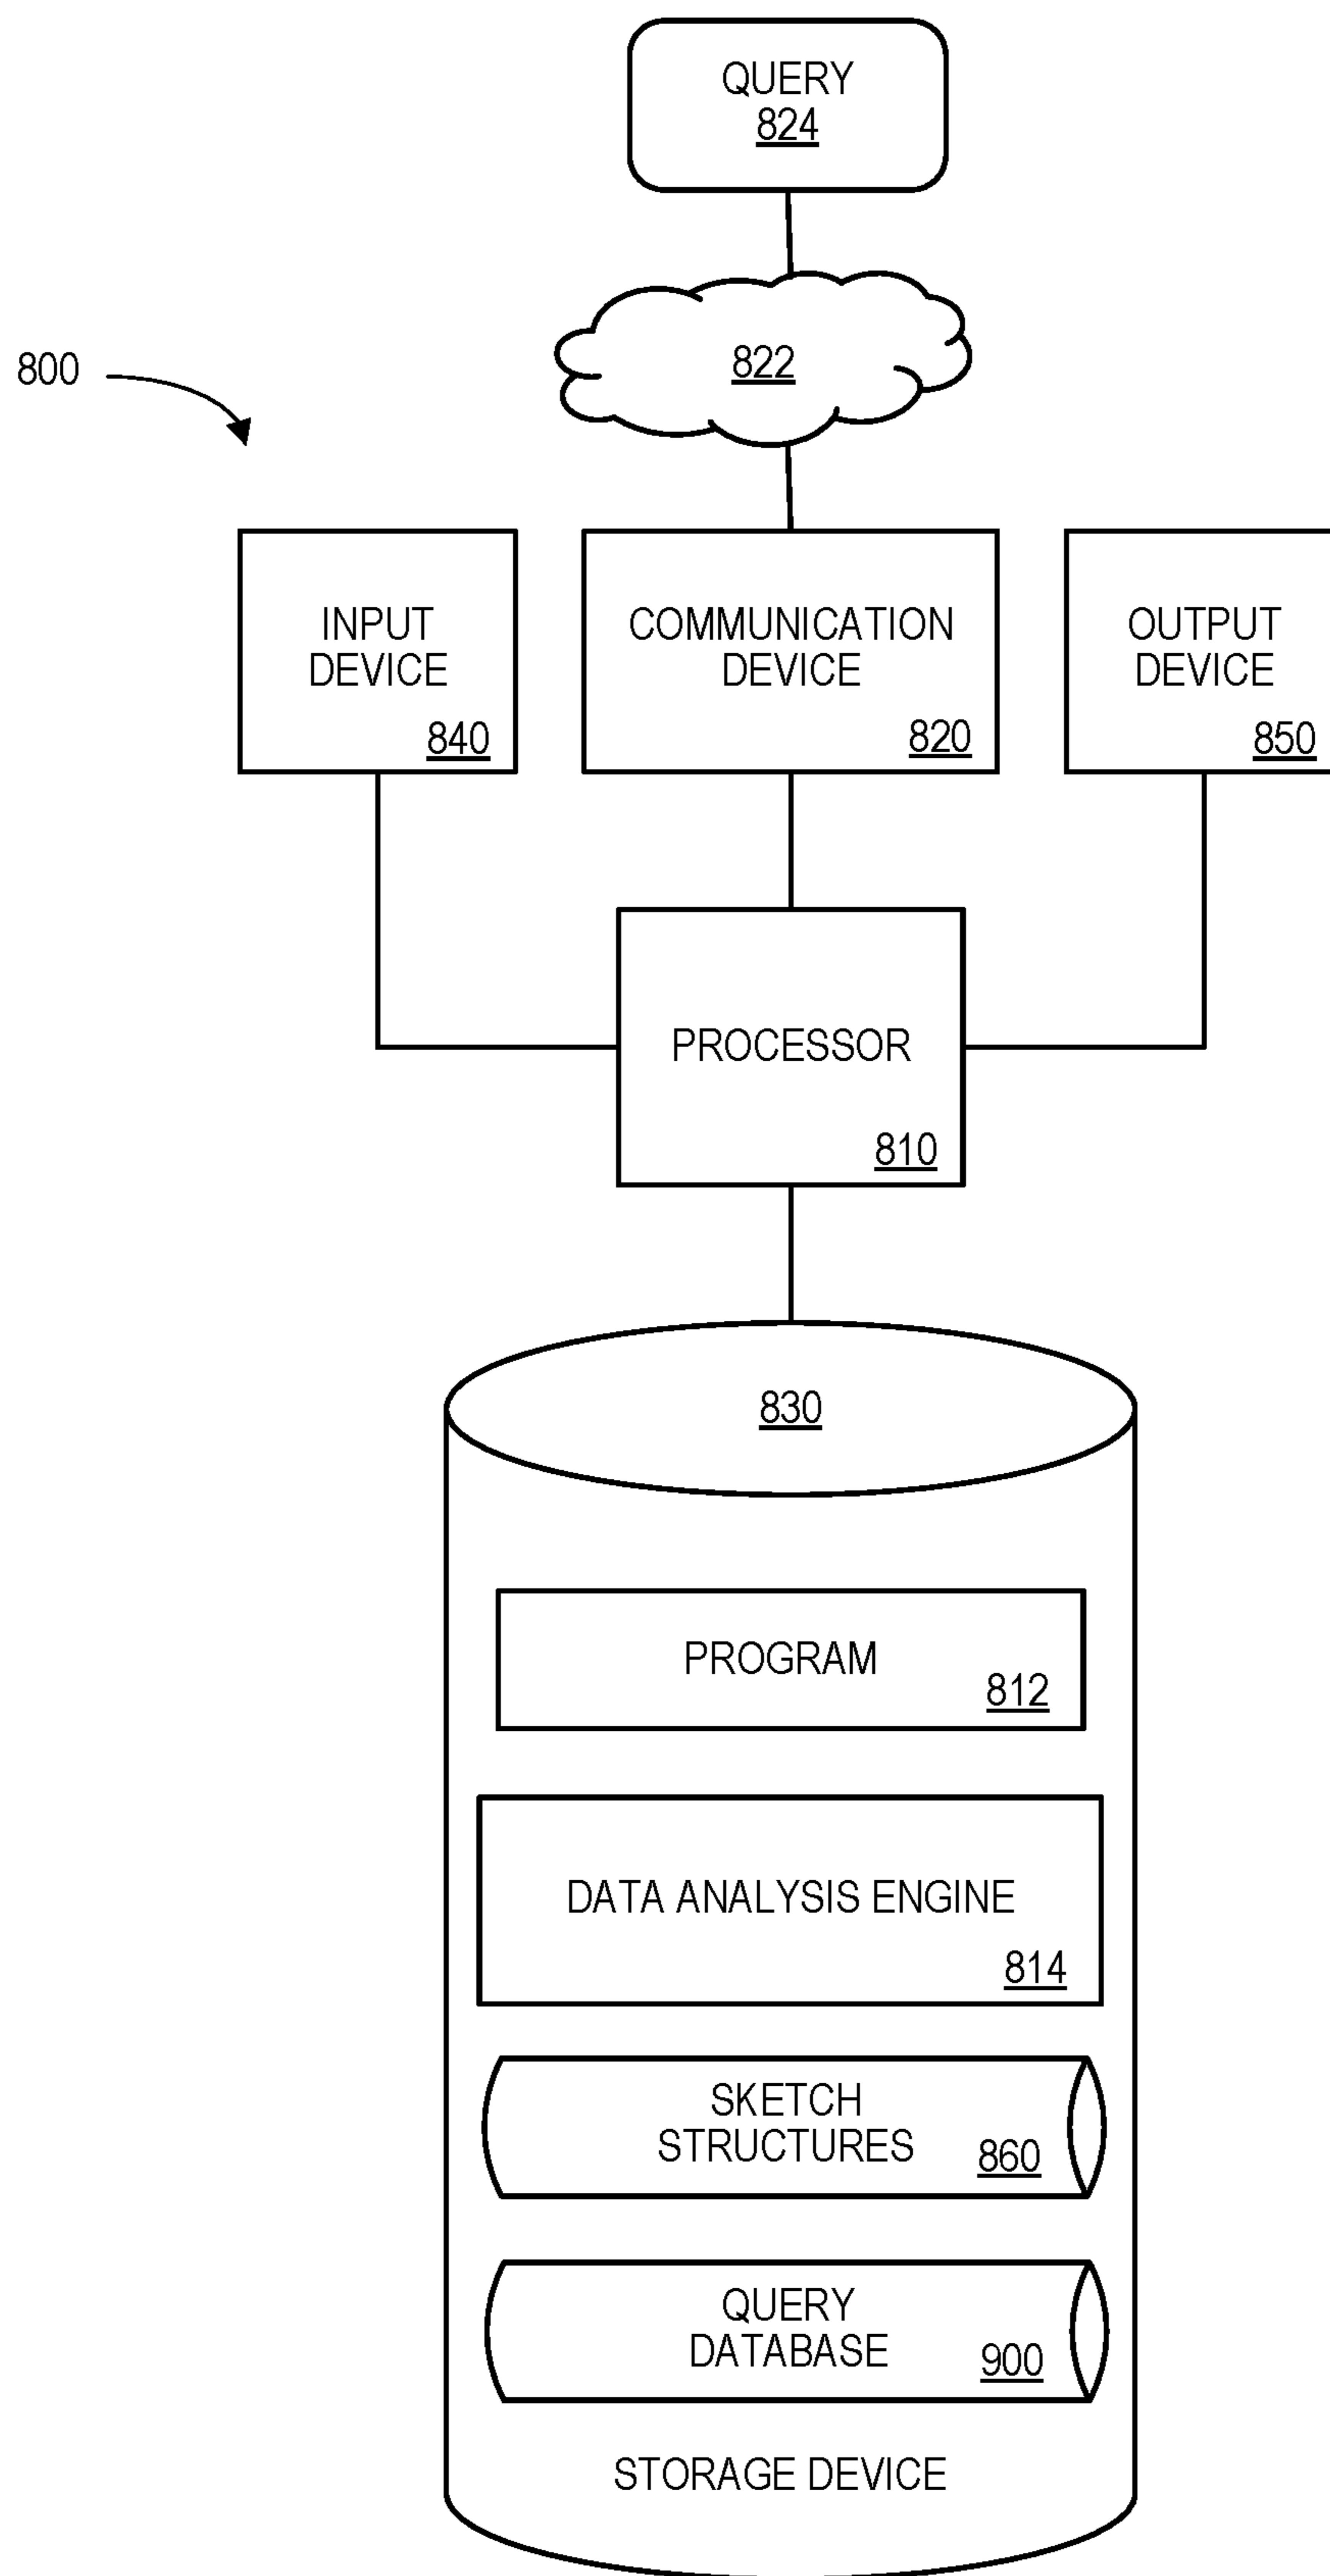 QUERY
824
822
800
INPUT
DEVICE
840
COMMUNICATION
DEVICE
820
OUTPUT
DEVICE
850
PROCESSOR
810
830
PROGRAM
812
DATA ANALYSIS ENGINE
814
SKETCH
STRUCTURES
860
QUERY
DATABASE
900
STORAGE DEVICE